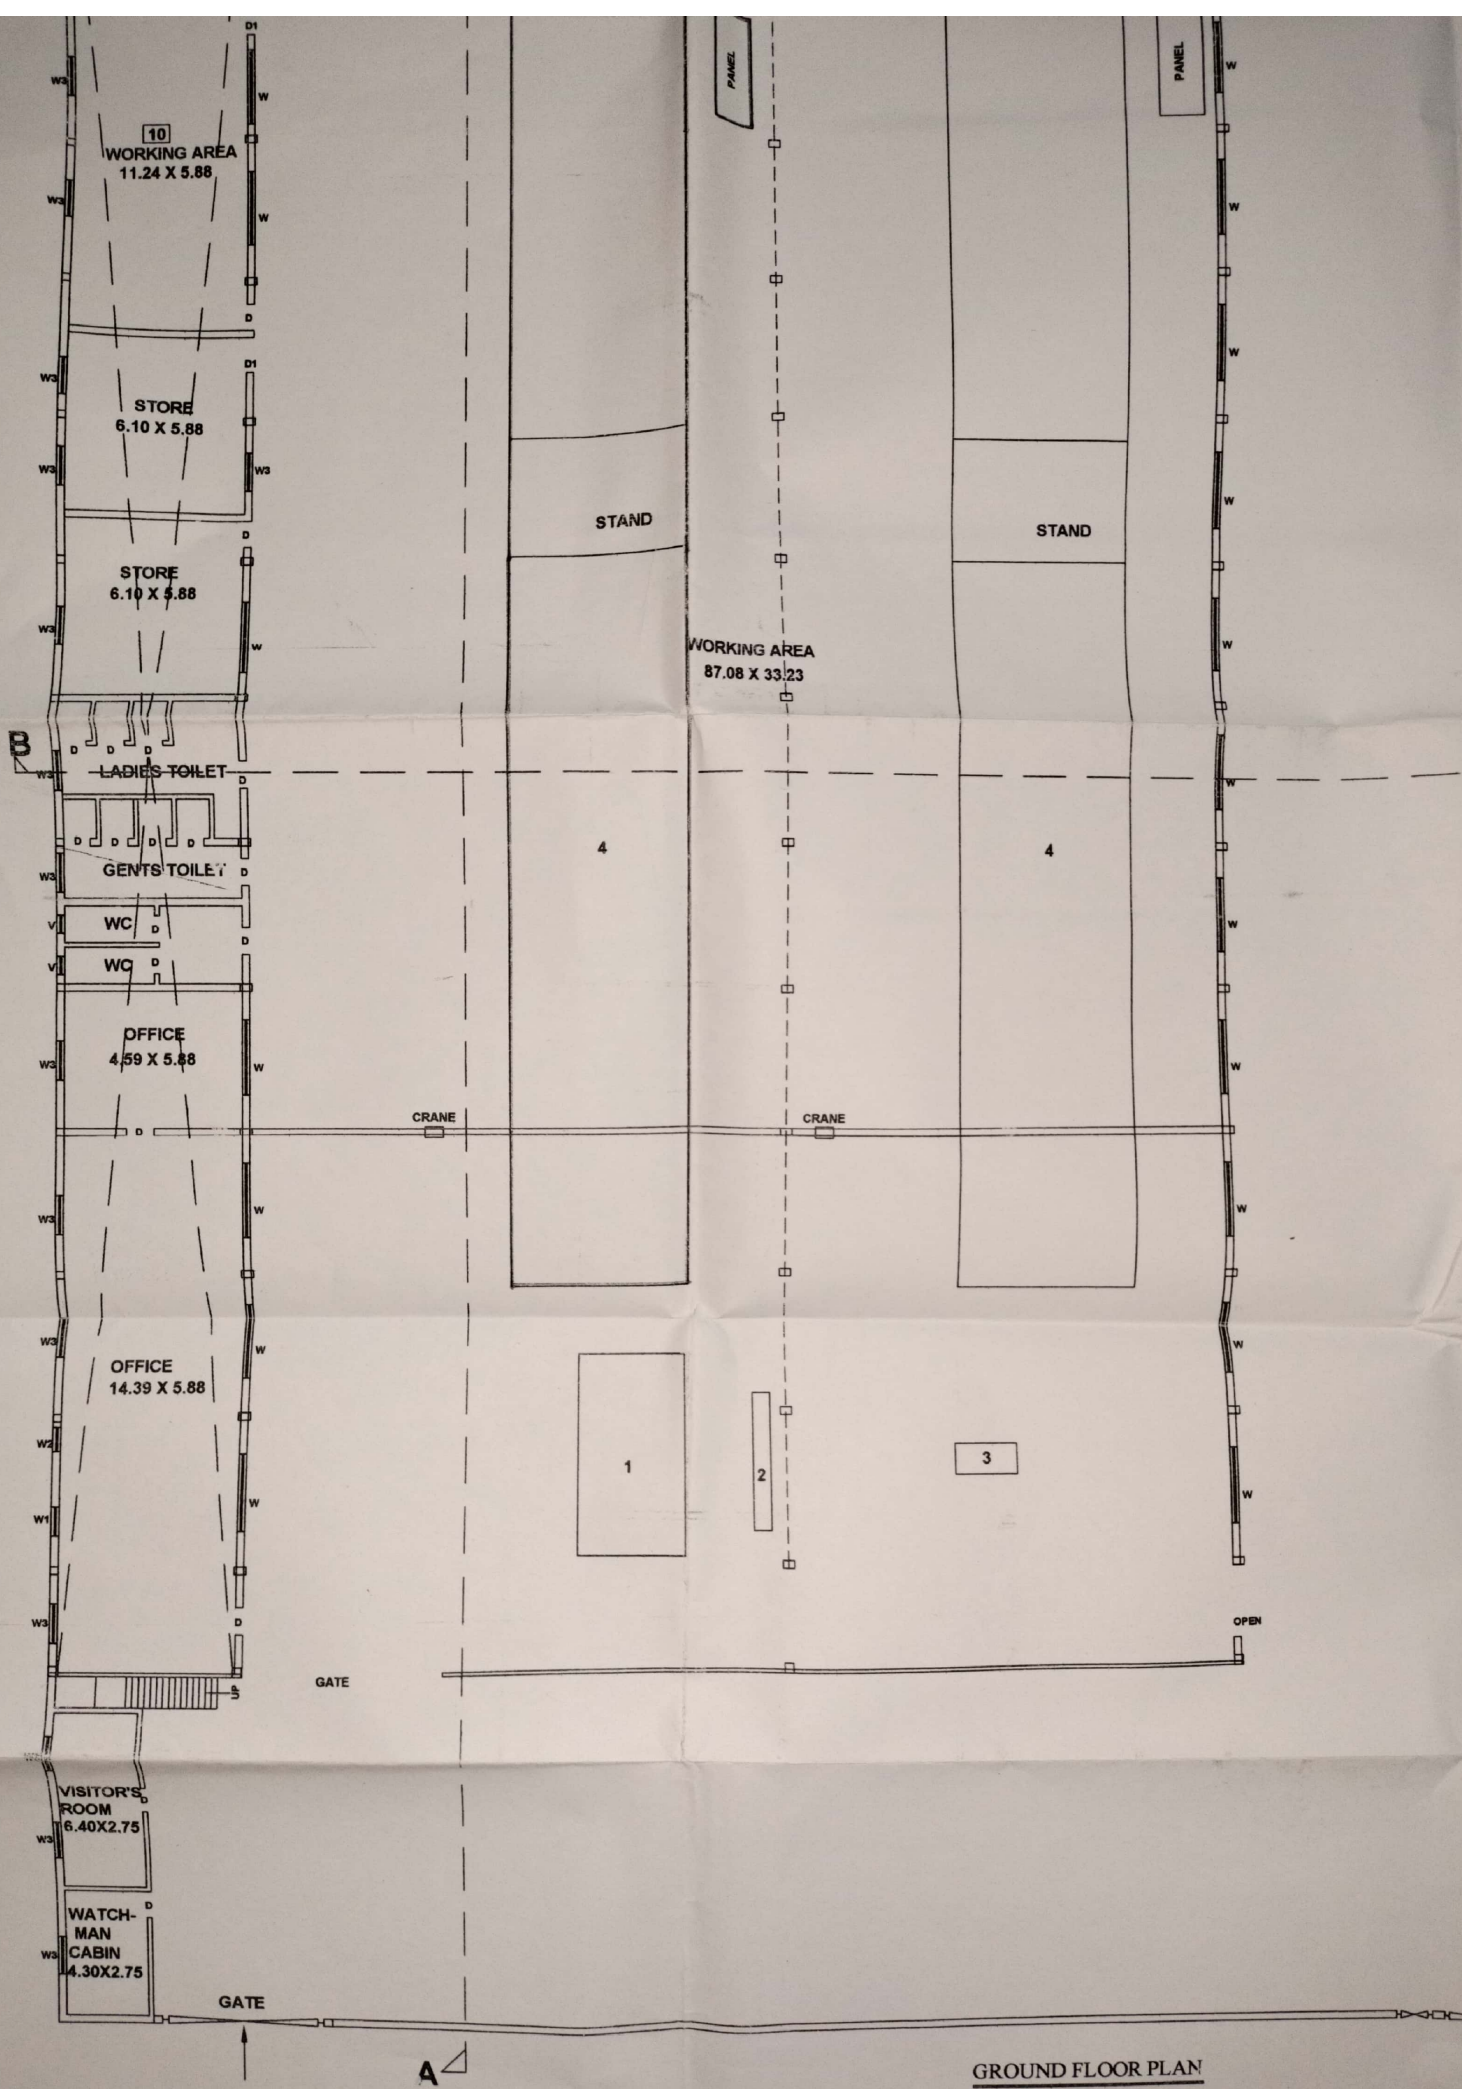 D1
PANEL
PANEL
W3
W
W
10
WORKING AREA
11.24 X 5.88
W3
W
W
D
W3
D1
W
STORE
6.10 X 5.88
W3
W3
W
STAND
STAND
D
STORE
6.10 X 5.88
W3
W
W
WORKING AREA
87.08 X 33.23
B
D D D
W3
LADIES TOILET
D
W
D D D D
4
4
W3
GENTS TOILET
D
V
WC
D
D
W
V
WC
D
OFFICE
4.59 X 5.88
W3
W
W
CRANE
CRANE
D
W3
W
W
W3
W
W
OFFICE
14.39 X 5.88
W2
1
2
3
W1
W
W
W3
D
OPEN
UP
GATE
VISITOR'S
ROOM
6.40X2.75
D
W3
D
WATCH-
MAN
CABIN
4.30X2.75
W3
GATE
A
GROUND FLOOR PLAN